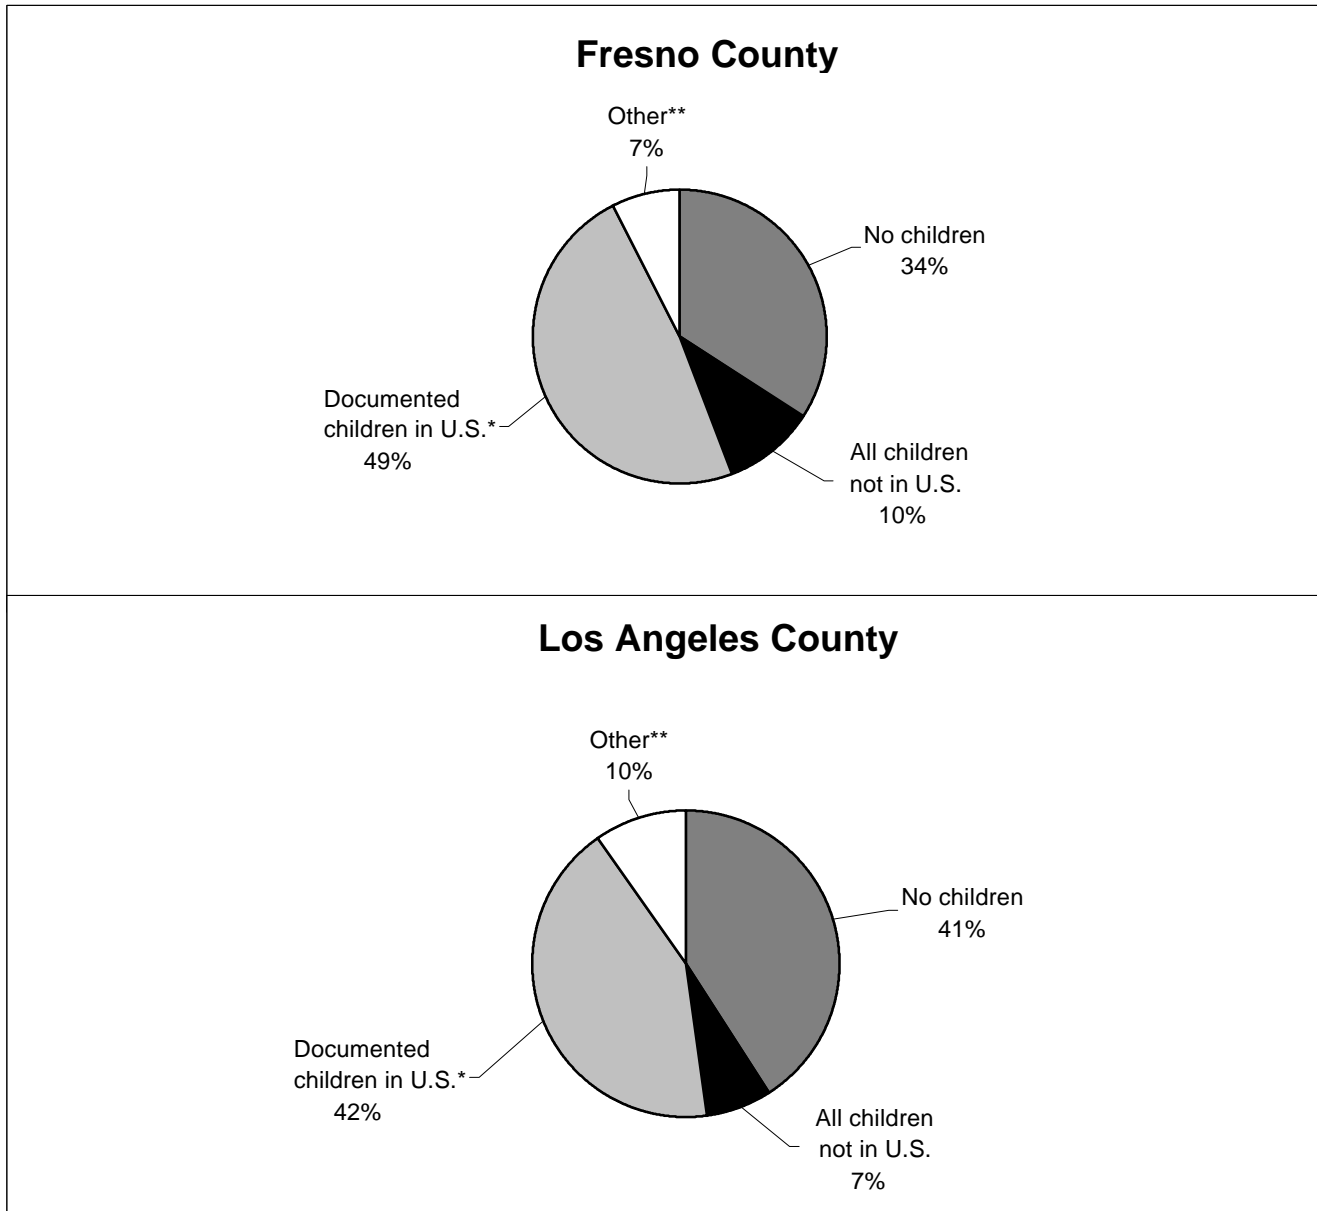 Fresno County
Other**
7%
No children
34%
Documented
children in U.S.*
49%
All children
not in U.S.
10%
Los Angeles County
Other**
10%
No children
41%
Documented
children in U.S.*
42%
All children
not in U.S.
7%